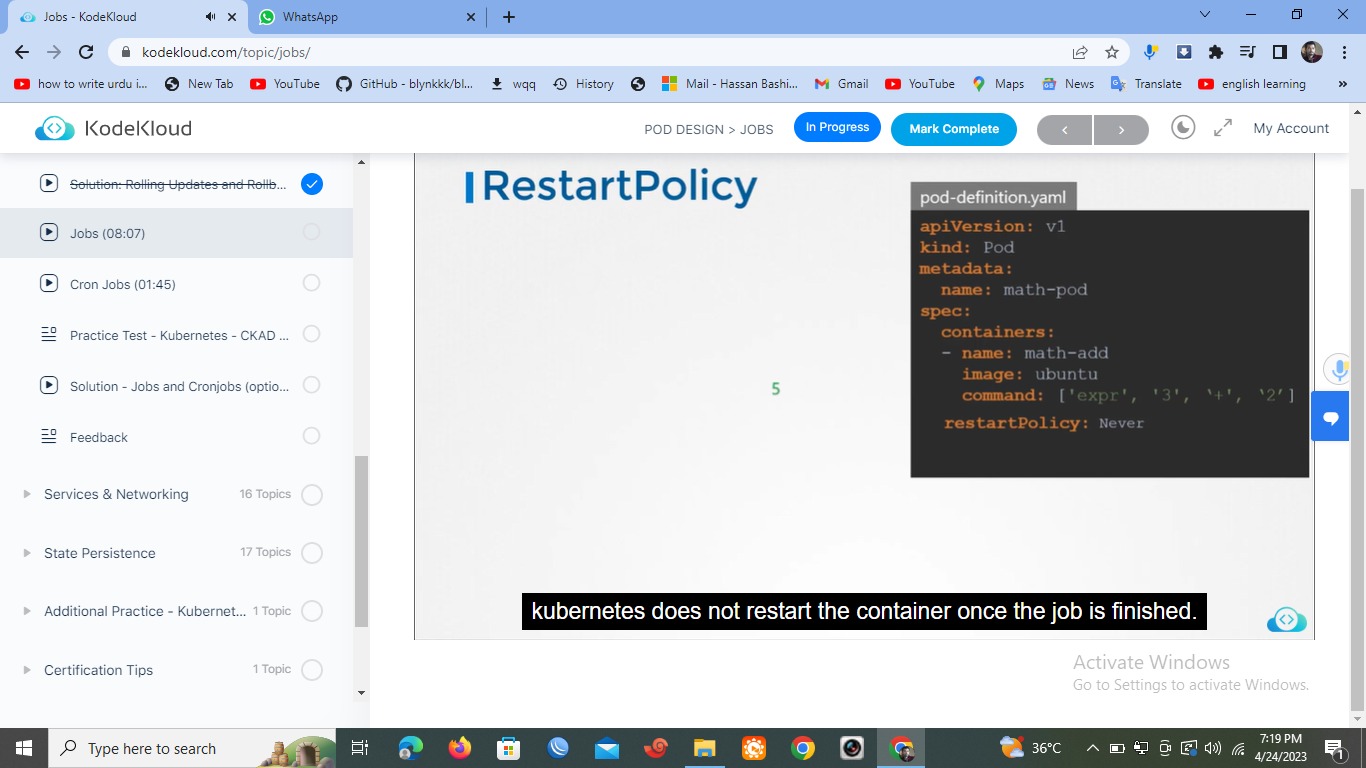 Jobs - KodeKloud
WhatsApp
kodekloud.com/topic/jobs/
how to write urdu i...
New Tab
YouTube
GitHub - blynkkk/bl...
wqq
History
Mail - Hassan Bashi...
Gmail
YouTube
Maps
News
Translate
english learning
»
KodeKloud
POD DESIGN > JOBS
In Progress
Mark Complete
<
>
My Account
Solution: Rolling Updates and Rollb...
Jobs (08:07)
Cron Jobs (01:45)
Practice Test - Kubernetes - CKAD ...
Solution - Jobs and Cronjobs (optio...
Feedback
Services & Networking
16 Topics
State Persistence
17 Topics
Additional Practice - Kubernet...
1 Topic
Certification Tips
1 Topic
RestartPolicy
5
pod-definition.yaml
apiVersion: v1
kind: Pod
metadata:
  name: math-pod
spec:
  containers:
  - name: math-add
    image: ubuntu
    command: ['expr', '3', ‘+’, ‘2’]
  restartPolicy: Never
kubernetes does not restart the container once the job is finished.
Activate Windows
Go to Settings to activate Windows.
Type here to search
36°C
7:19 PM
4/24/2023
1